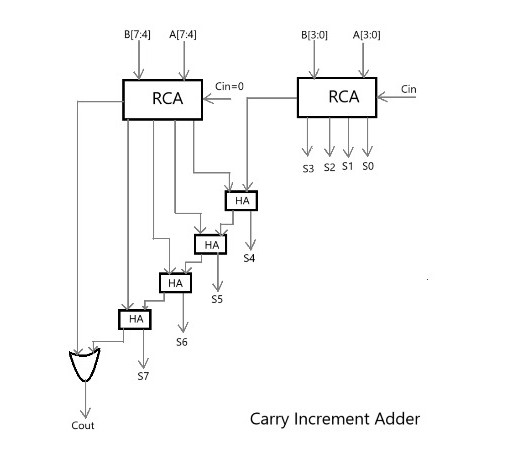 B[7:4] A[7:4] B[3:0] A[3:0]
RCA Cin=0 RCA Cin
S3 S2 S1 S0
HA
HA S4
HA S5
HA S6
S7
Carry Increment Adder
Cout